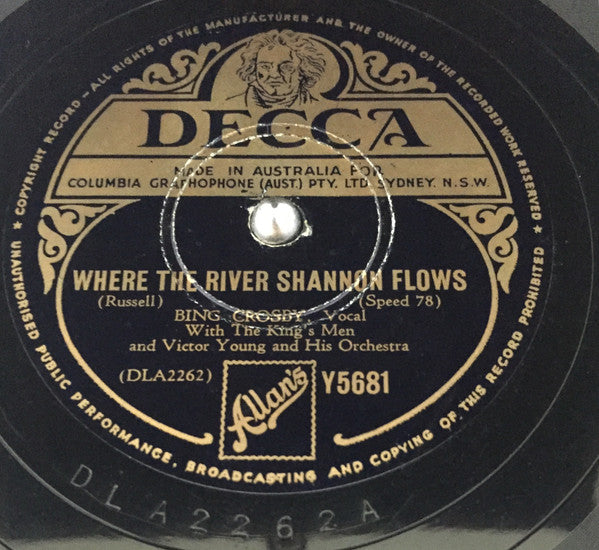 COPYRIGHT RECORD - ALL RIGHTS OF THE MANUFACTURER AND THE OWNER OF THE RECORDED WORK RESERVED
DECCA
MADE IN AUSTRALIA FOR
COLUMBIA GRAPHOPHONE (AUST.) PTY. LTD. SYDNEY. N.S.W.
WHERE THE RIVER SHANNON FLOWS
(Russell) (Speed 78)
BING CROSBY - Vocal
With The King's Men
and Victor Young and His Orchestra
(DLA2262) Allan's Y5681
UNAUTHORISED PUBLIC PERFORMANCE, BROADCASTING AND COPYING OF THIS RECORD PROHIBITED
DLA2262A